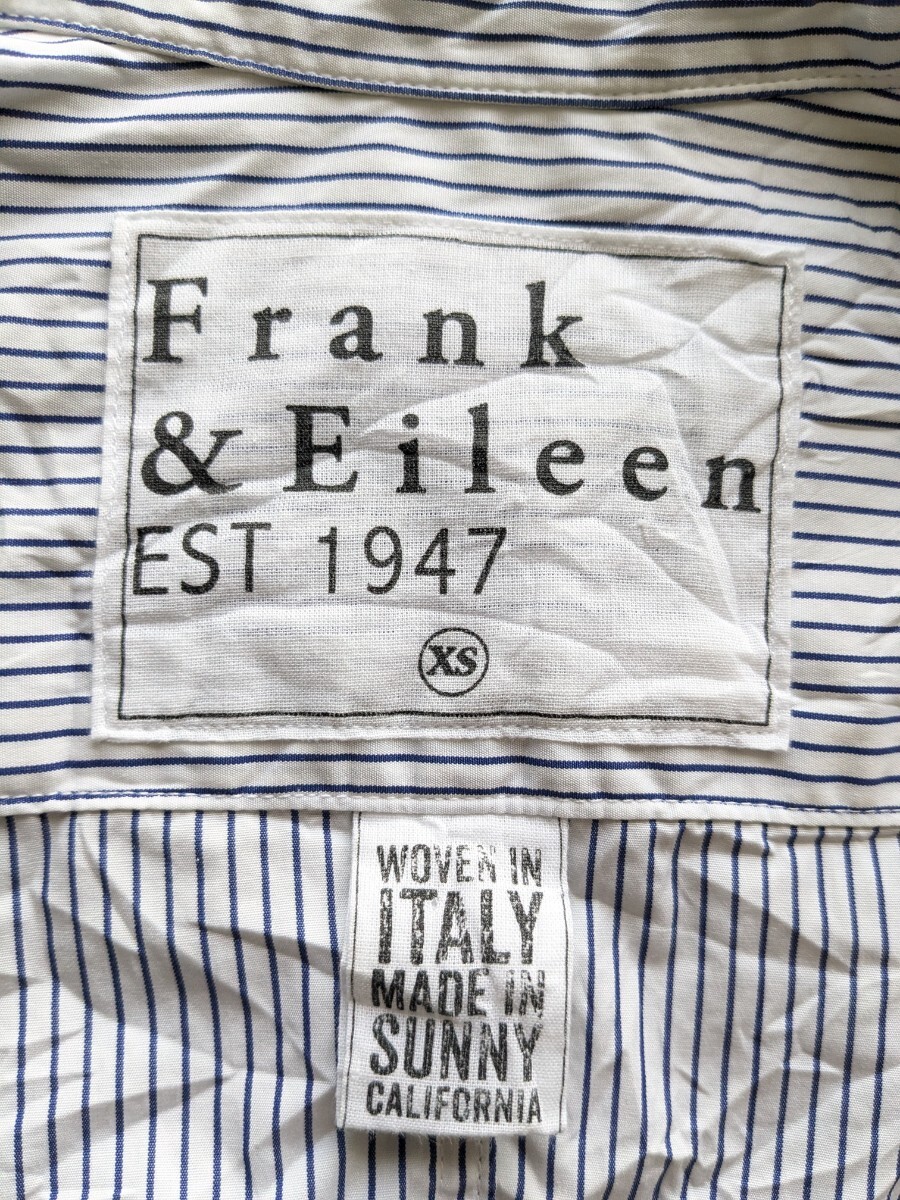 Frank
& Eileen
EST 1947
XS
WOVEN IN
ITALY
MADE IN
SUNNY
CALIFORNIA